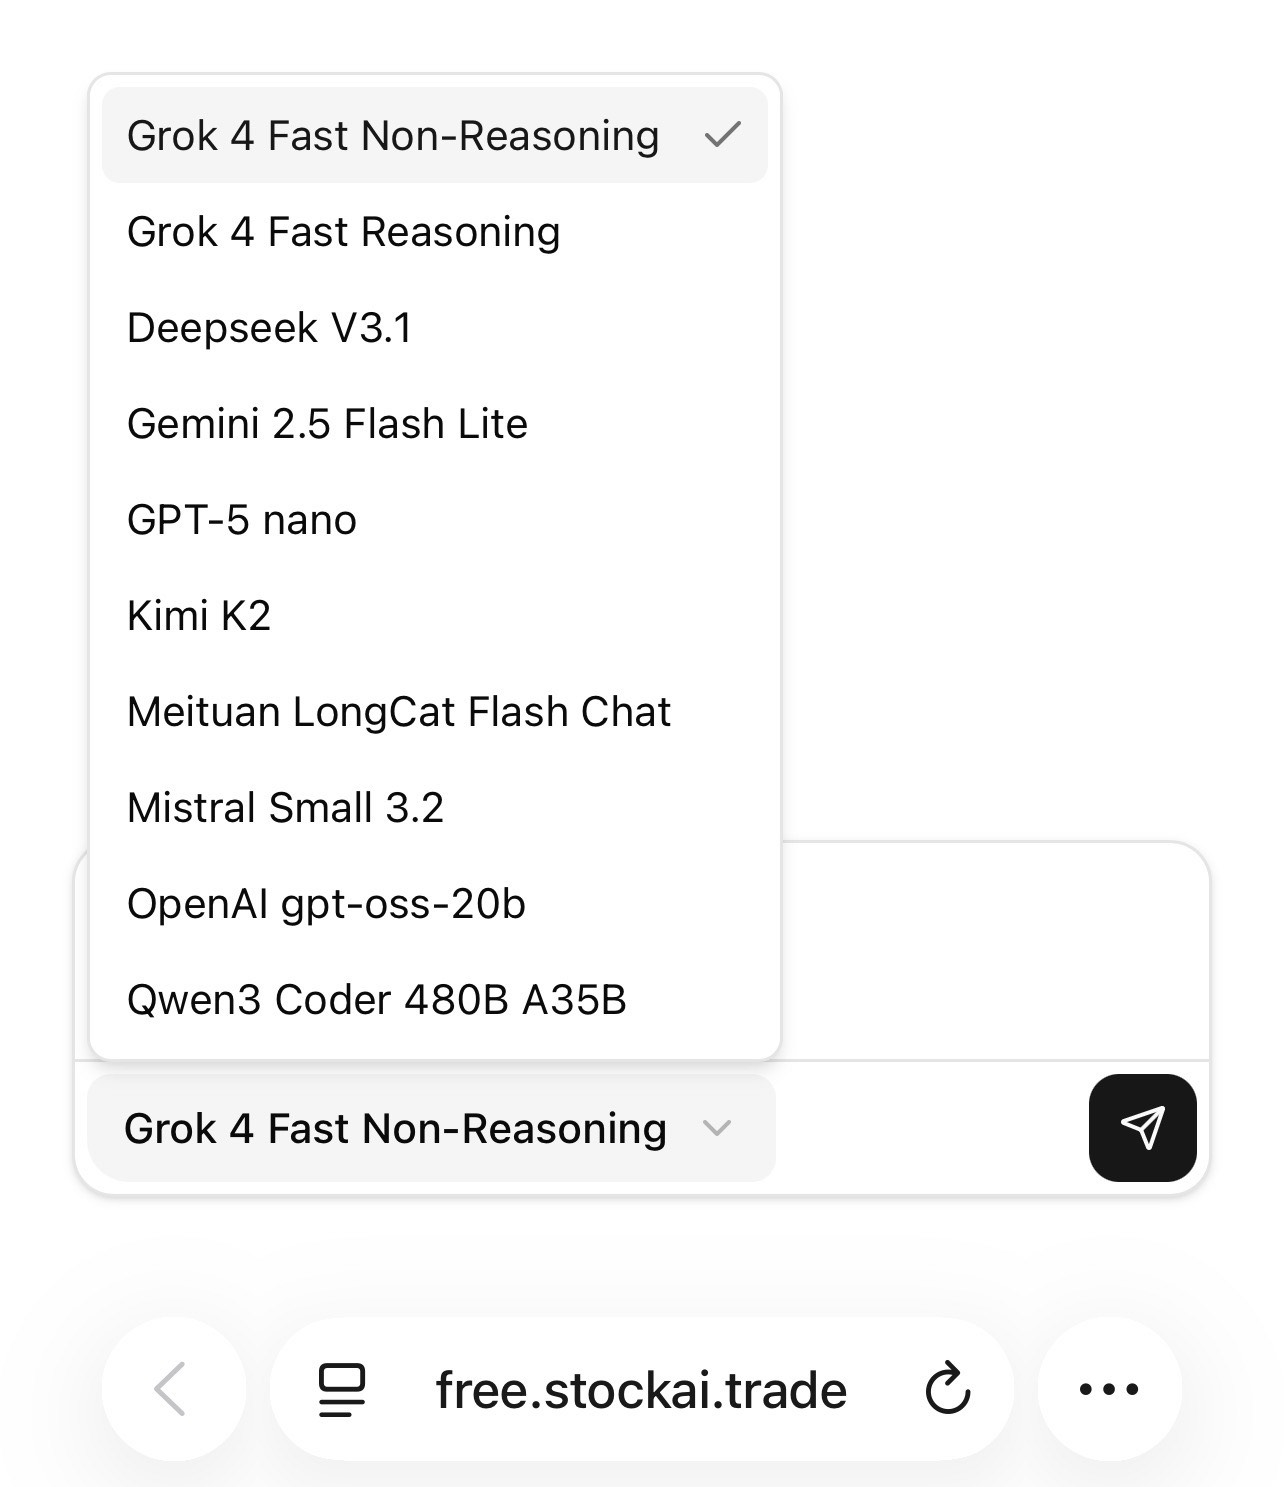 Grok 4 Fast Non-Reasoning
Grok 4 Fast Reasoning
Deepseek V3.1
Gemini 2.5 Flash Lite
GPT-5 nano
Kimi K2
Meituan LongCat Flash Chat
Mistral Small 3.2
OpenAI gpt-oss-20b
Qwen3 Coder 480B A35B
Grok 4 Fast Non-Reasoning
free.stockai.trade